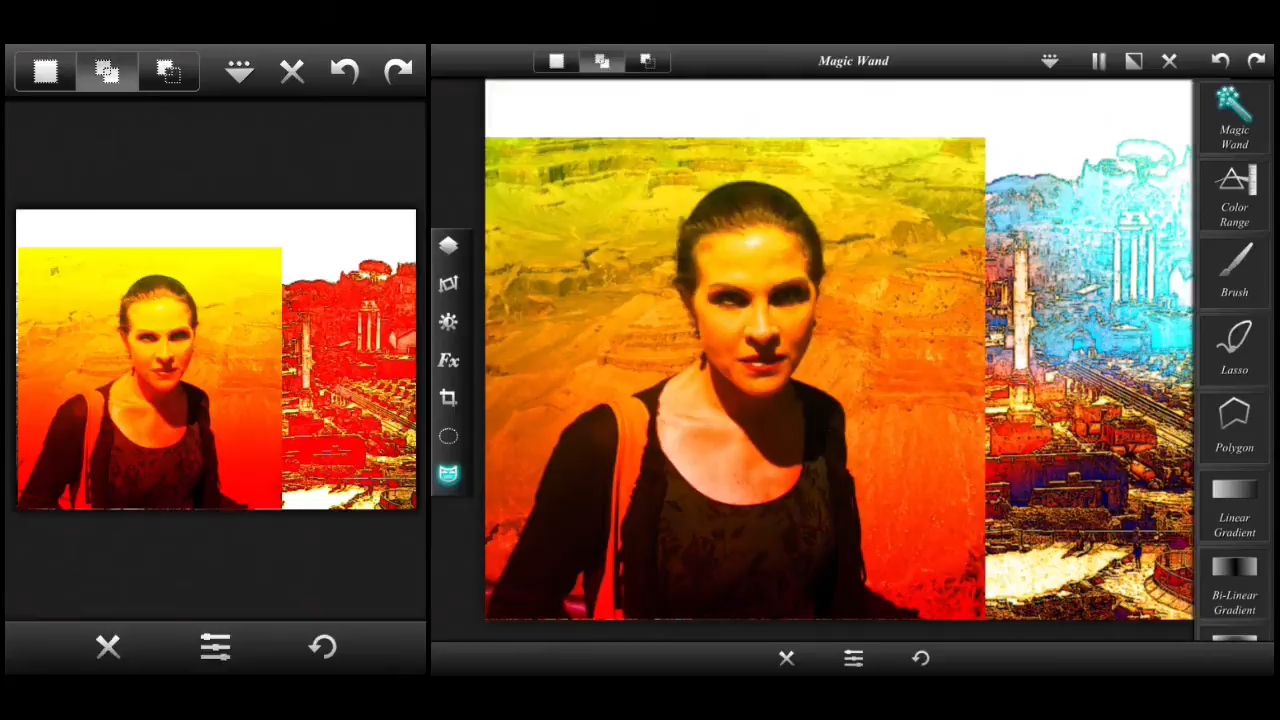 Magic Wand
Magic
Wand
Color
Range
Fx
Brush
Lasso
Polygon
Linear
Gradient
Bi-Linear
Gradient